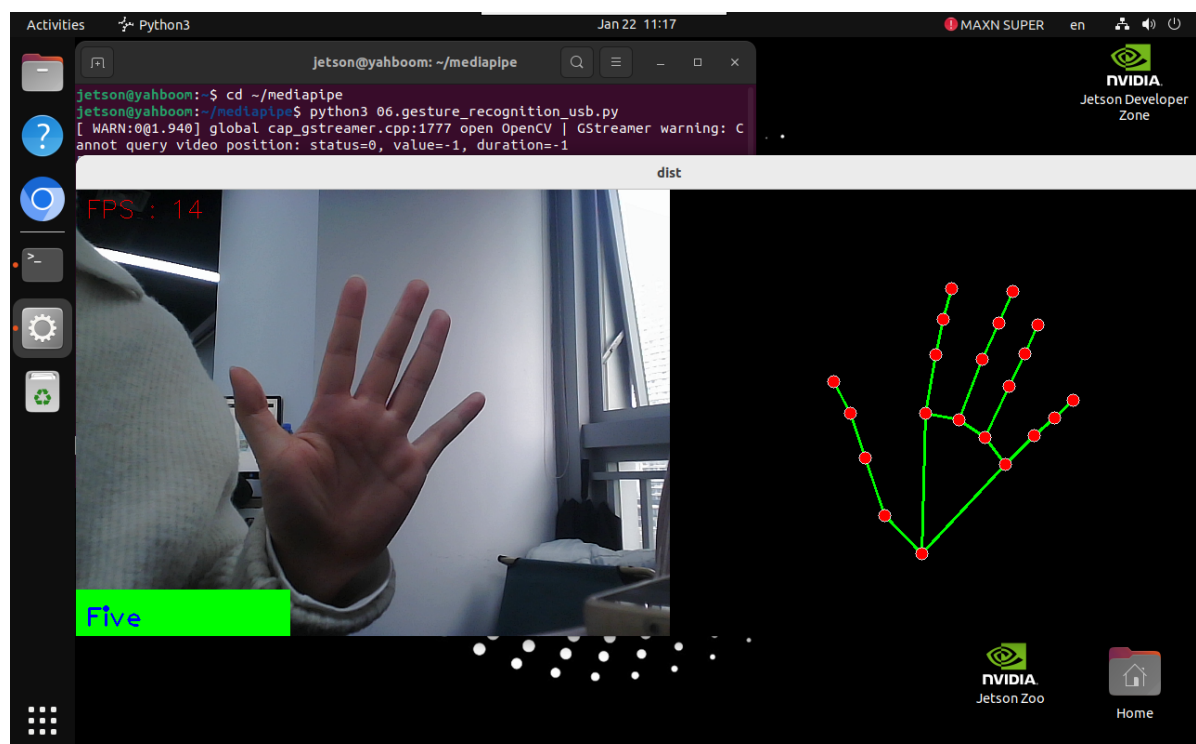 Activities
Python3
Jan 22 11:17
MAXN SUPER
en
jetson@yahboom: ~/mediapipe
jetson@yahboom:~$ cd ~/mediapipe
jetson@yahboom:~/mediapipe$ python3 06.gesture_recognition_usb.py
[ WARN:0@1.940] global cap_gstreamer.cpp:1777 open OpenCV | GStreamer warning: C
annot query video position: status=0, value=-1, duration=-1
NVIDIA.
Jetson Developer
Zone
dist
FPS : 14
Five
NVIDIA.
Jetson Zoo
Home